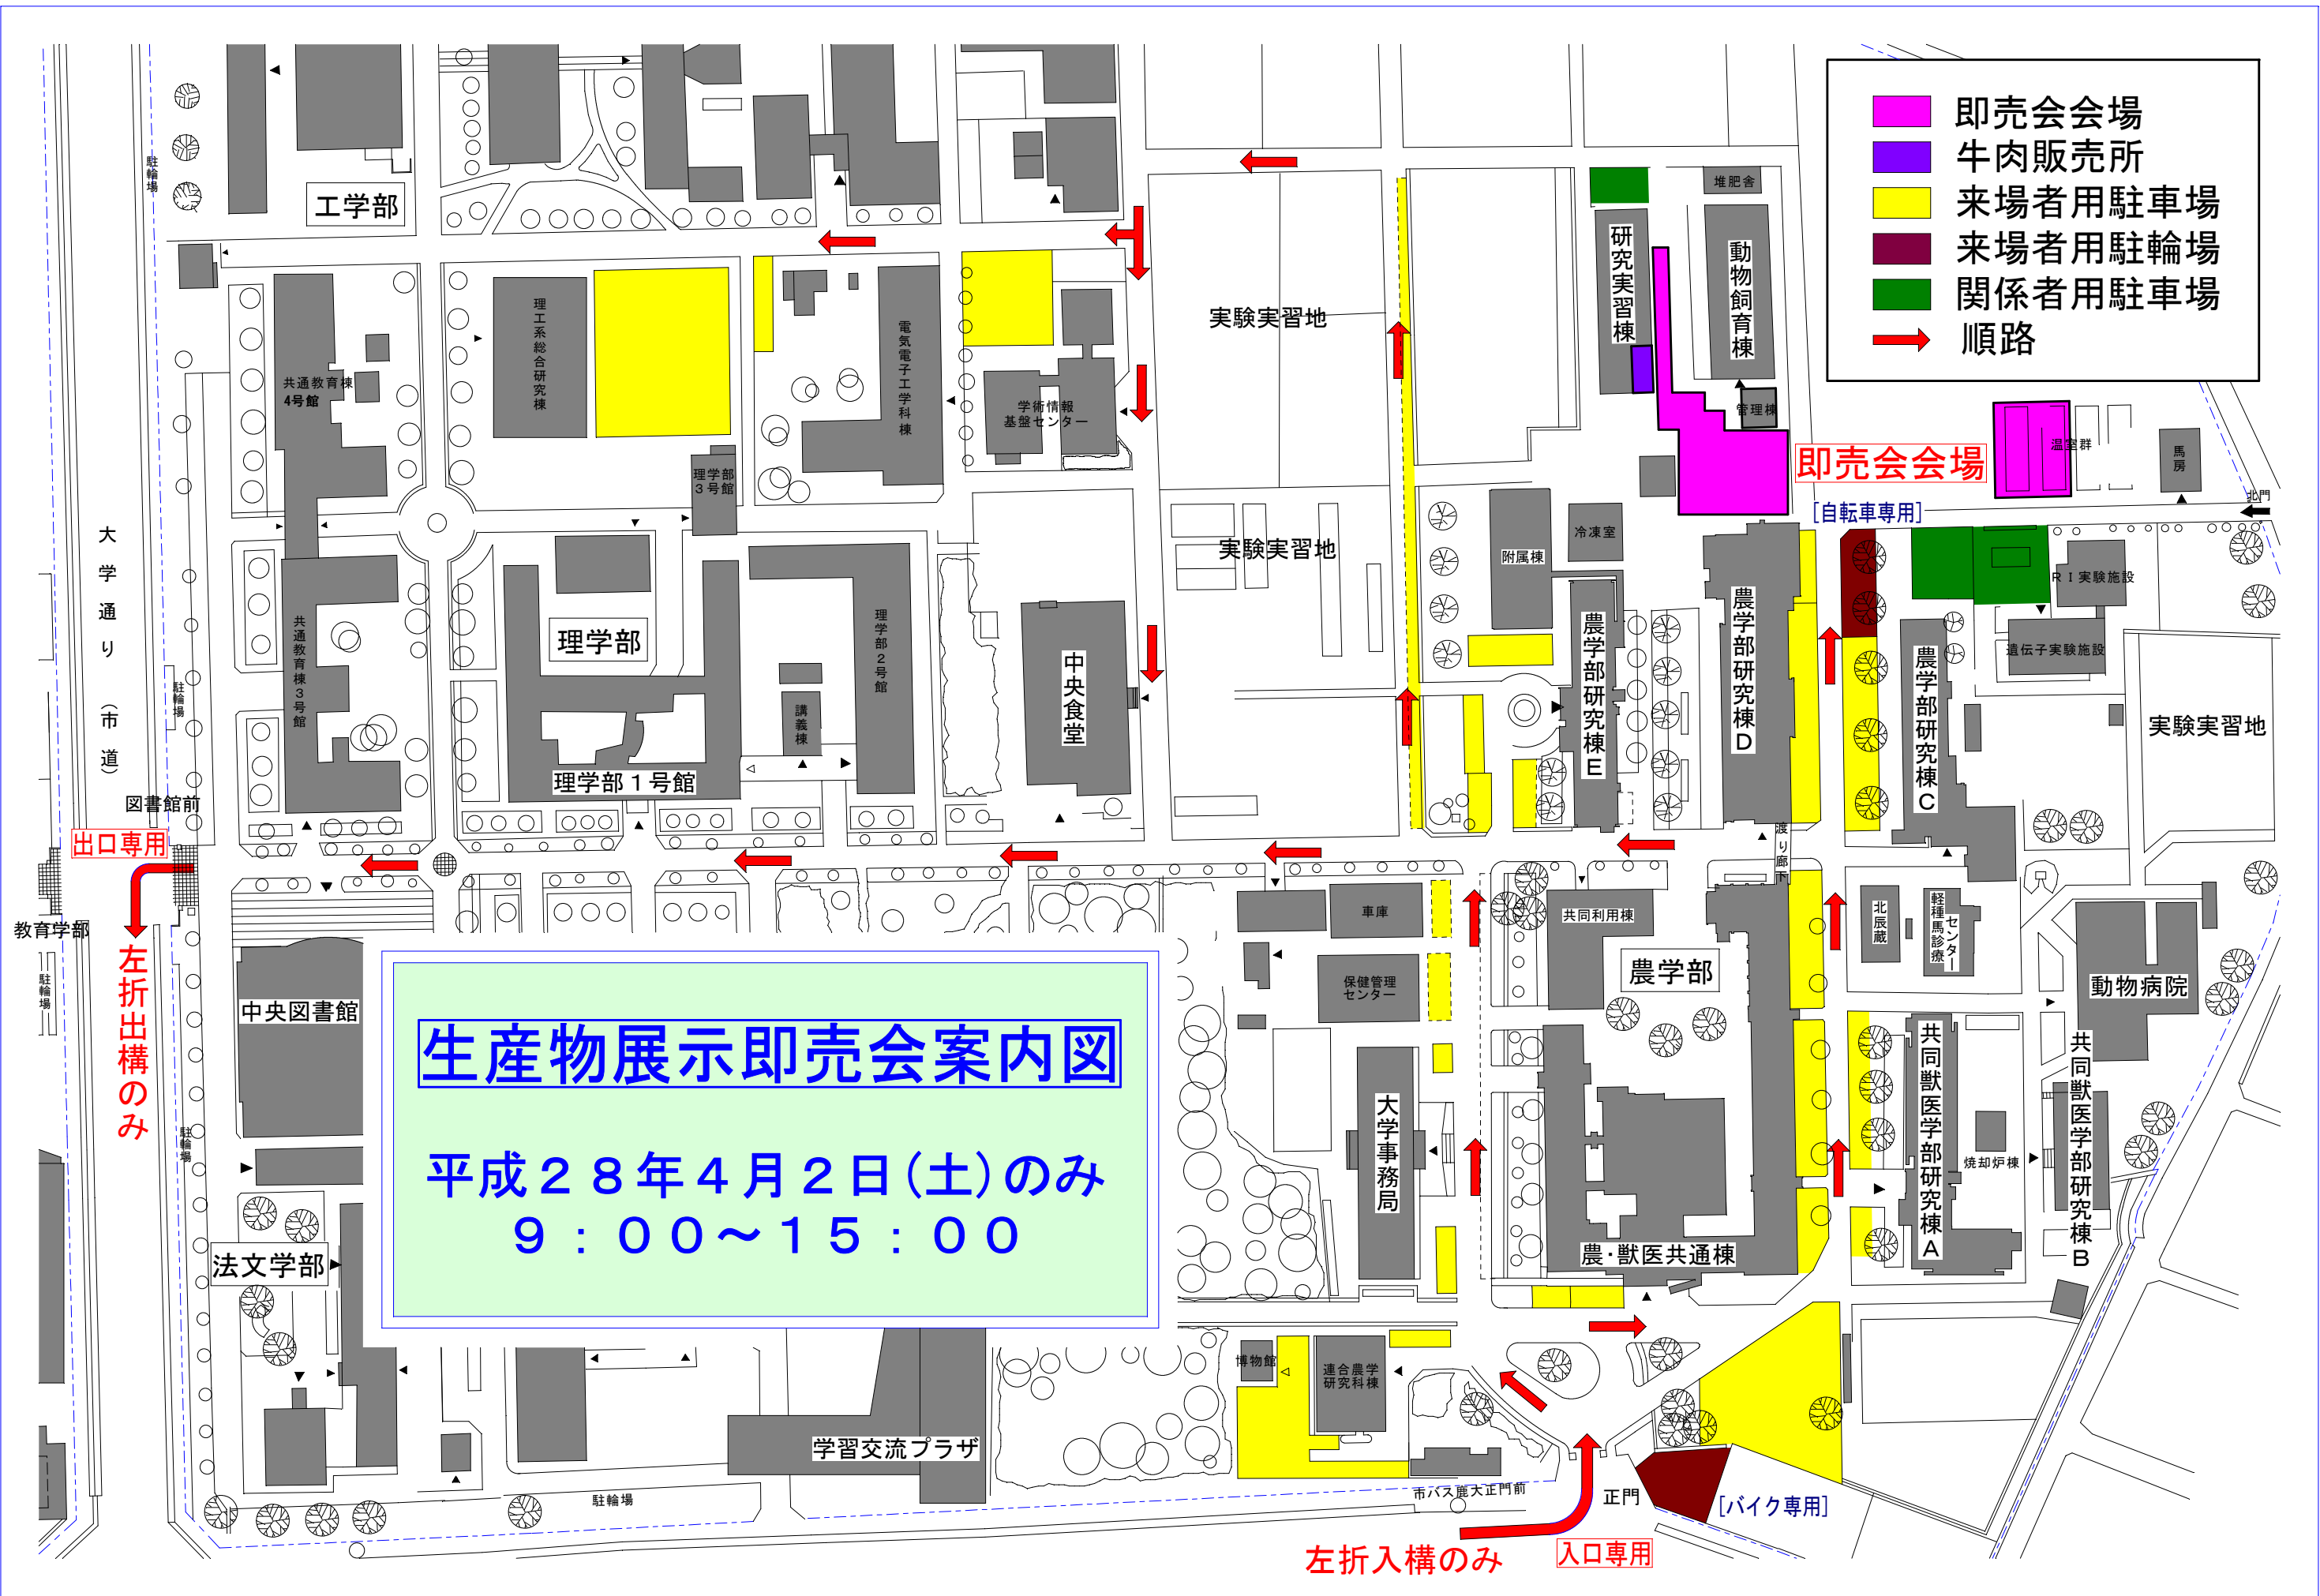 即売会会場
牛肉販売所
来場者用駐車場
来場者用駐輪場
関係者用駐車場
順路
駐輪場
工学部
堆肥舎
研究実習棟
動物飼育棟
実験実習地
理工系総合研究棟
電気電子工学科棟
共通教育棟
4号館
学術情報
基盤センター
管理棟
即売会会場
温室群
馬房
理学部
3号館
北門
[自転車専用]
大学通り（市道）
実験実習地
冷凍室
附属棟
RI実験施設
共通教育棟3号館
理学部
理学部2号館
中央食堂
農学部研究棟E
農学部研究棟D
農学部研究棟C
遺伝子実験施設
駐輪場
講義棟
実験実習地
理学部1号館
図書館前
出口専用
渡り廊下
教育学部
車庫
共同利用棟
北辰蔵
軽種馬診療
センター
左折出構のみ
駐輪場
中央図書館
保健管理
センター
農学部
動物病院
生産物展示即売会案内図
平成28年4月2日(土)のみ
9：00～15：00
大学事務局
共同獣医学部研究棟A
共同獣医学部研究棟B
駐輪場
焼却炉棟
法文学部
農・獣医共通棟
博物館
連合農学
研究科棟
学習交流プラザ
駐輪場
市バス鹿大正門前
正門
[バイク専用]
左折入構のみ
入口専用